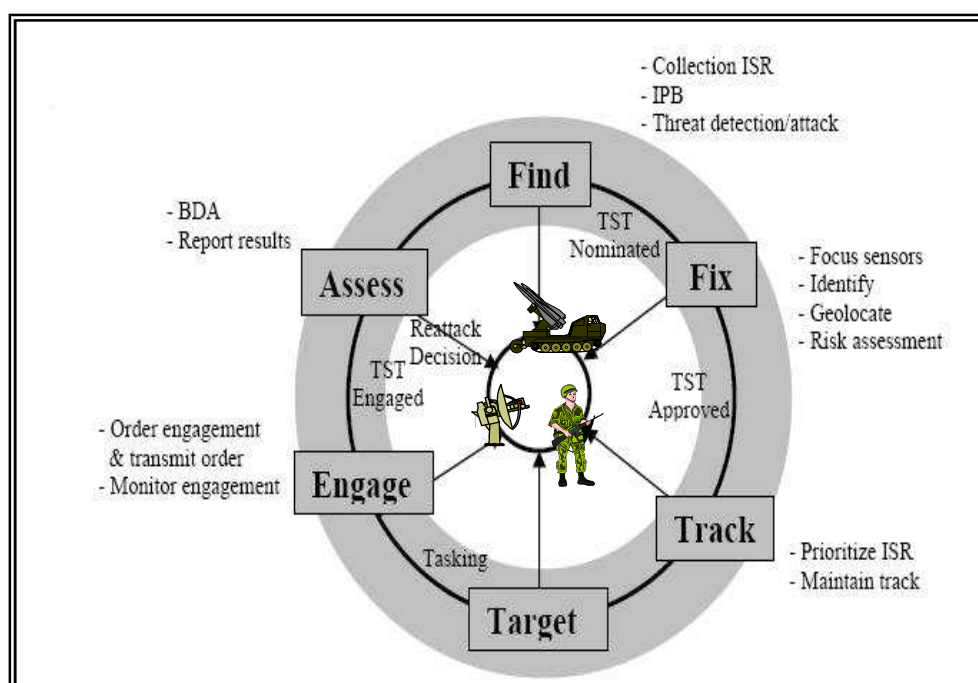 - Collection ISR
- IPB
- Threat detection/attack
Find
TST
Nominated
Fix
- Focus sensors
- Identify
- Geolocate
- Risk assessment
TST
Approved
Track
- Prioritize ISR
- Maintain track
Target
Tasking
Engage
- Order engagement
& transmit order
- Monitor engagement
TST
Engaged
Assess
- BDA
- Report results
Reattack
Decision